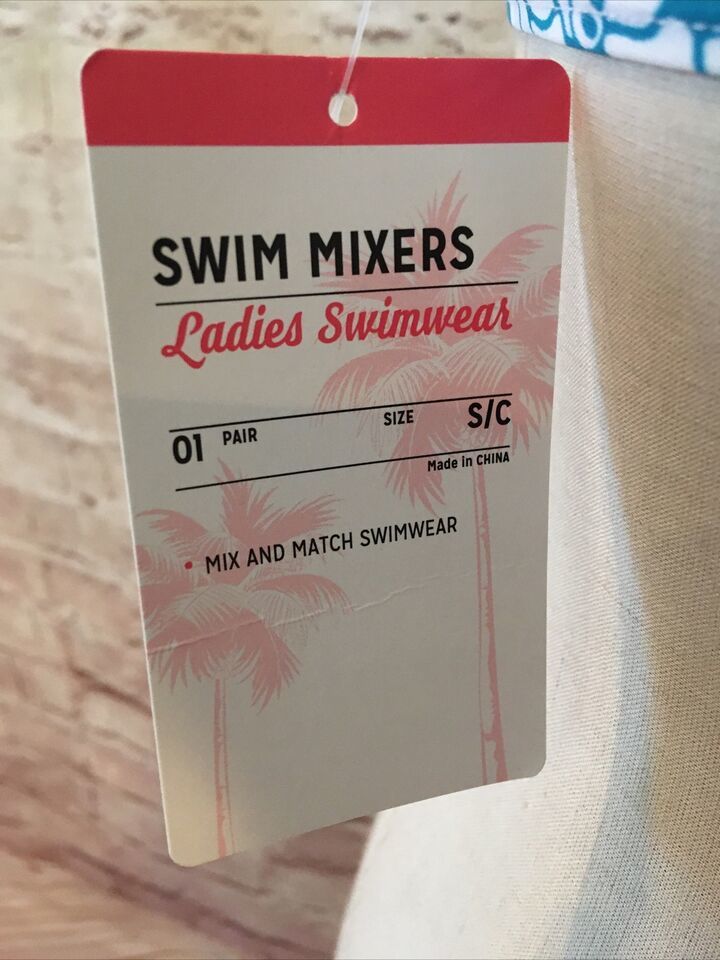 SWIM MIXERS
Ladies Swimwear
01 PAIR SIZE S/C
Made in CHINA
• MIX AND MATCH SWIMWEAR